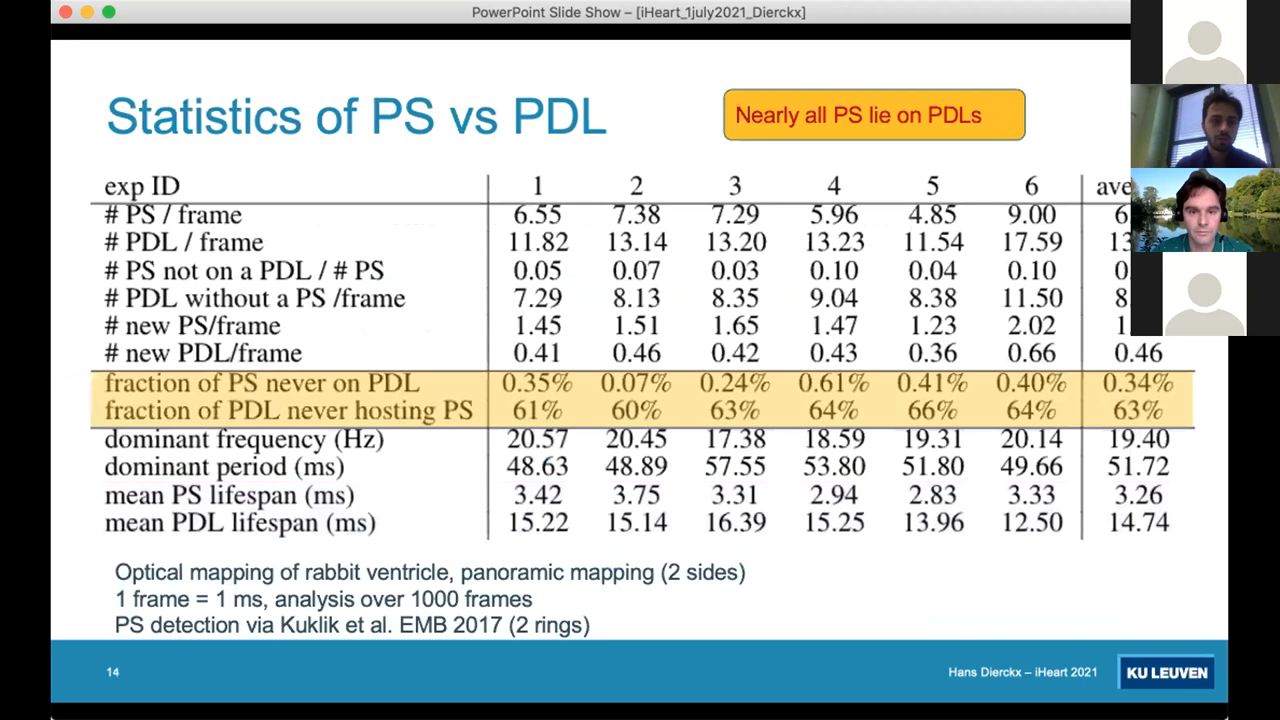 PowerPoint Slide Show – [iHeart_1july2021_Dierckx]
Statistics of PS vs PDL
Nearly all PS lie on PDLs
exp ID 1 2 3 4 5 6
# PS / frame 6.55 7.38 7.29 5.96 4.85 9.00
# PDL / frame 11.82 13.14 13.20 13.23 11.54 17.59
# PS not on a PDL / # PS 0.05 0.07 0.03 0.10 0.04 0.10
# PDL without a PS /frame 7.29 8.13 8.35 9.04 8.38 11.50
# new PS/frame 1.45 1.51 1.65 1.47 1.23 2.02
# new PDL/frame 0.41 0.46 0.42 0.43 0.36 0.66 0.46
fraction of PS never on PDL 0.35% 0.07% 0.24% 0.61% 0.41% 0.40% 0.34%
fraction of PDL never hosting PS 61% 60% 63% 64% 66% 64% 63%
dominant frequency (Hz) 20.57 20.45 17.38 18.59 19.31 20.14 19.40
dominant period (ms) 48.63 48.89 57.55 53.80 51.80 49.66 51.72
mean PS lifespan (ms) 3.42 3.75 3.31 2.94 2.83 3.33 3.26
mean PDL lifespan (ms) 15.22 15.14 16.39 15.25 13.96 12.50 14.74
Optical mapping of rabbit ventricle, panoramic mapping (2 sides)
1 frame = 1 ms, analysis over 1000 frames
PS detection via Kuklik et al. EMB 2017 (2 rings)
14
Hans Dierckx – iHeart 2021
KU LEUVEN